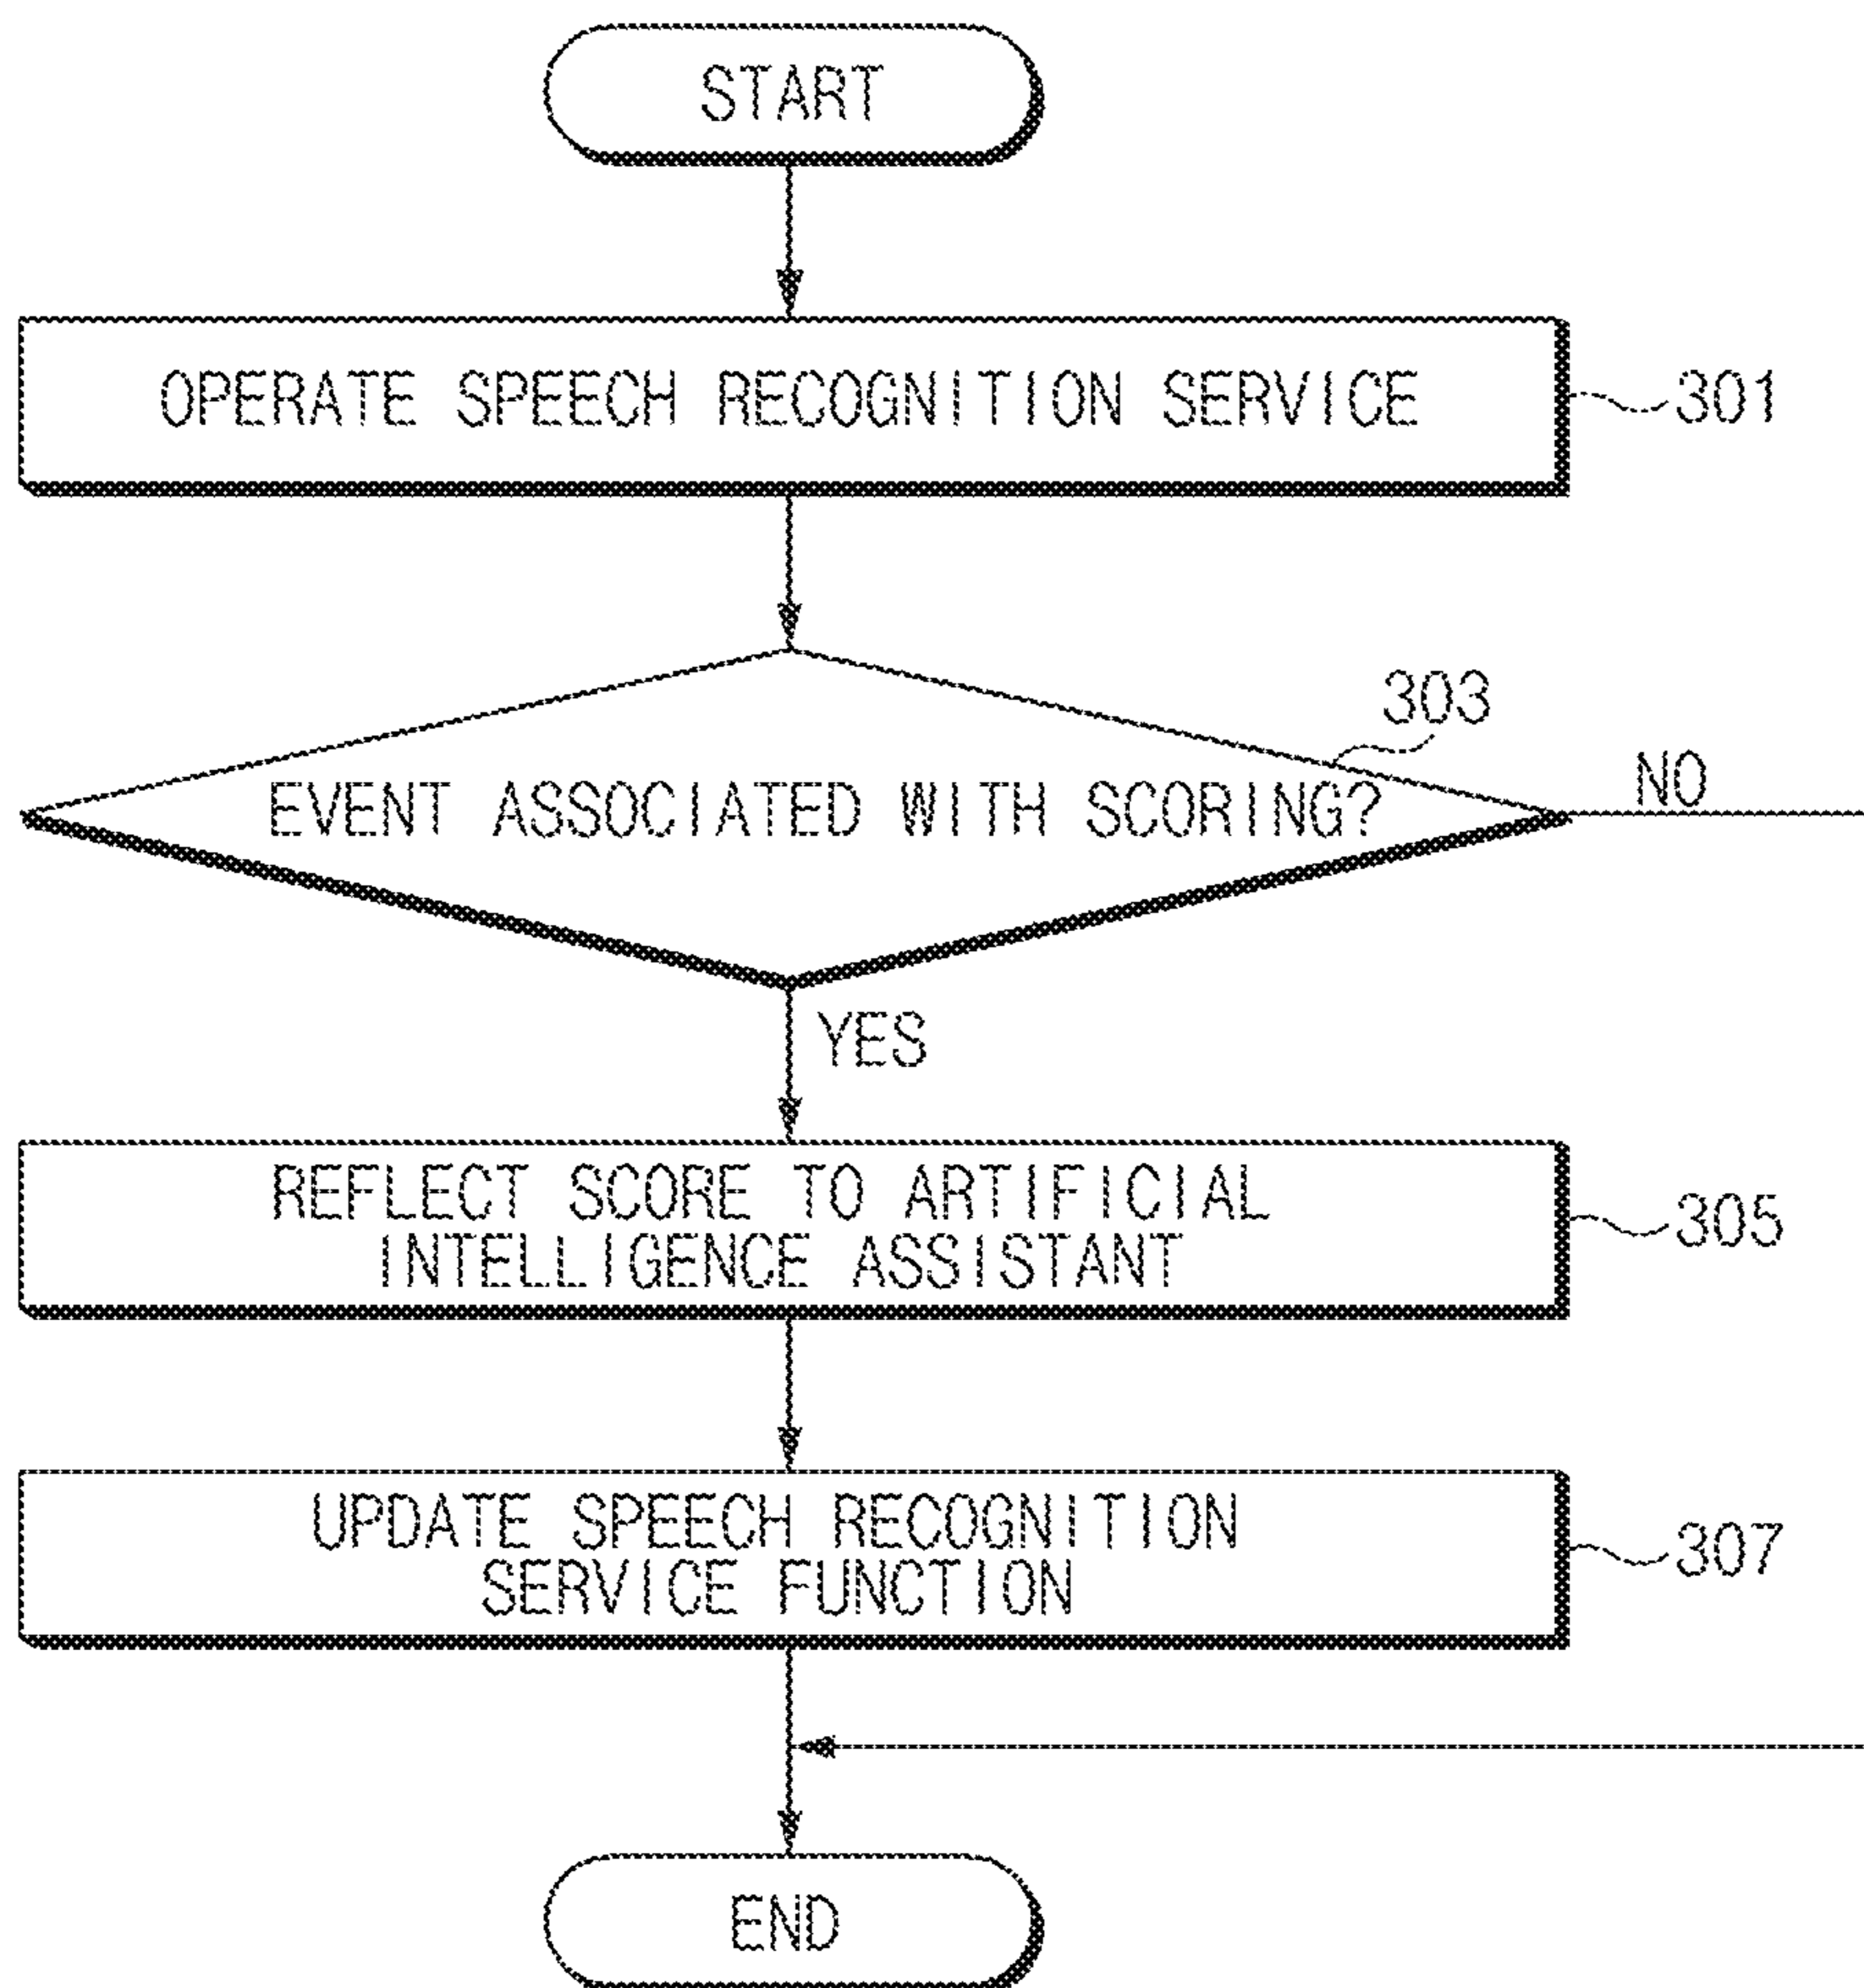 START
OPERATE SPEECH RECOGNITION SERVICE
301
303
EVENT ASSOCIATED WITH SCORING?
NO
YES
REFLECT SCORE TO ARTIFICIAL
INTELLIGENCE ASSISTANT
305
UPDATE SPEECH RECOGNITION
SERVICE FUNCTION
307
END